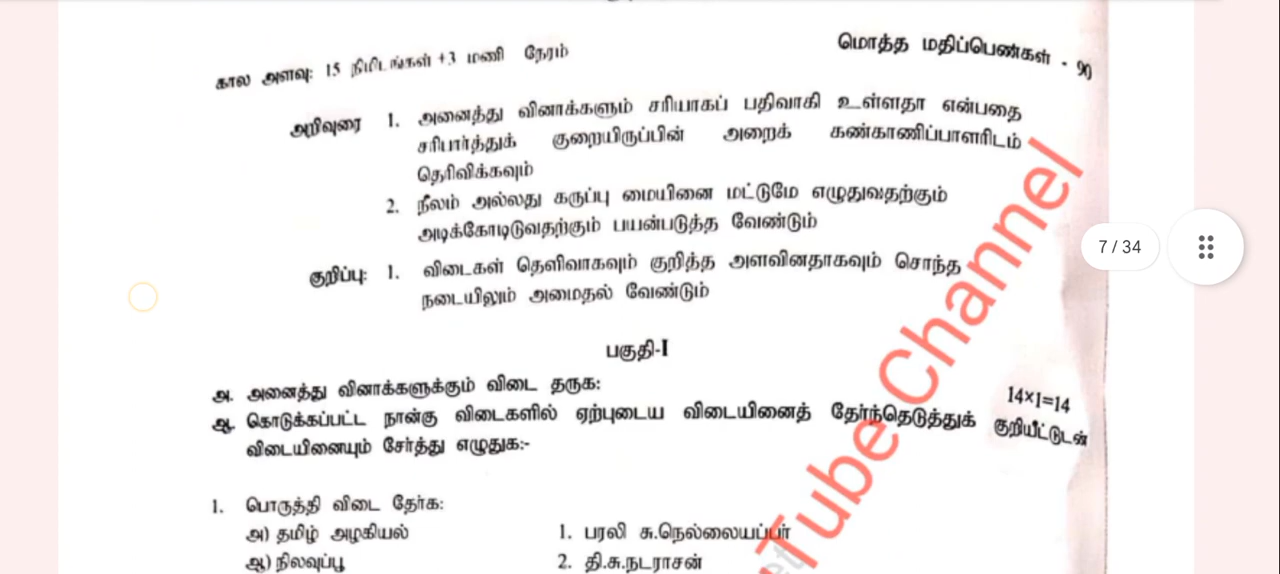 கால அளவு: 15 நிமிடங்கள் +3 மணி நேரம்
மொத்த மதிப்பெண்கள் - 90
அறிவுரை 1. அனைத்து வினாக்களும் சரியாகப் பதிவாகி உள்ளதா என்பதை
சரிபார்த்துக் குறையிருப்பின் அறைக் கண்காணிப்பாளரிடம்
தெரிவிக்கவும்
2. நீலம் அல்லது கருப்பு மையினை மட்டுமே எழுதுவதற்கும்
அடிக்கோடிடுவதற்கும் பயன்படுத்த வேண்டும்
7 / 34
குறிப்பு: 1. விடைகள் தெளிவாகவும் குறித்த அளவினதாகவும் சொந்த
நடையிலும் அமைதல் வேண்டும்
பகுதி-I
அ. அனைத்து வினாக்களுக்கும் விடை தருக:
14×1=14
ஆ. கொடுக்கப்பட்ட நான்கு விடைகளில் ஏற்புடைய விடையினைத் தேர்ந்தெடுத்துக் குறியீட்டுடன்
விடையினையும் சேர்த்து எழுதுக:-
1. பொருத்தி விடை தேர்க:
அ) தமிழ் அழகியல் 1. பரலி சு.நெல்லையப்பர்
ஆ) நிலவுப்பூ 2. தி.சு.நடராசன்
Tube Channel